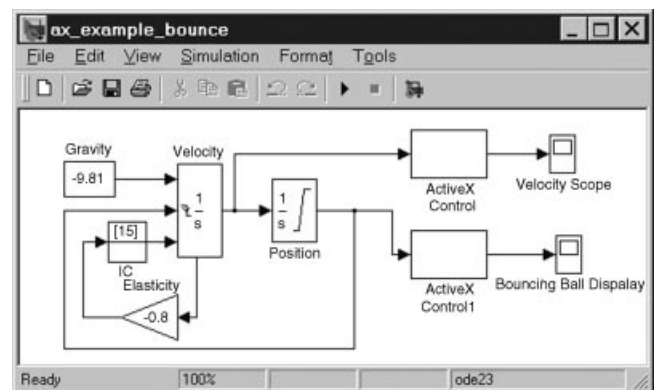 ax_example_bounce
File Edit View Simulation Format Tools
Gravity
-9.81
Velocity
1
s
[15]
IC
Elasticity
-0.8
1
s
Position
ActiveX
Control
Velocity Scope
ActiveX
Control1
Bouncing Ball Dispalay
Ready 100% ode23